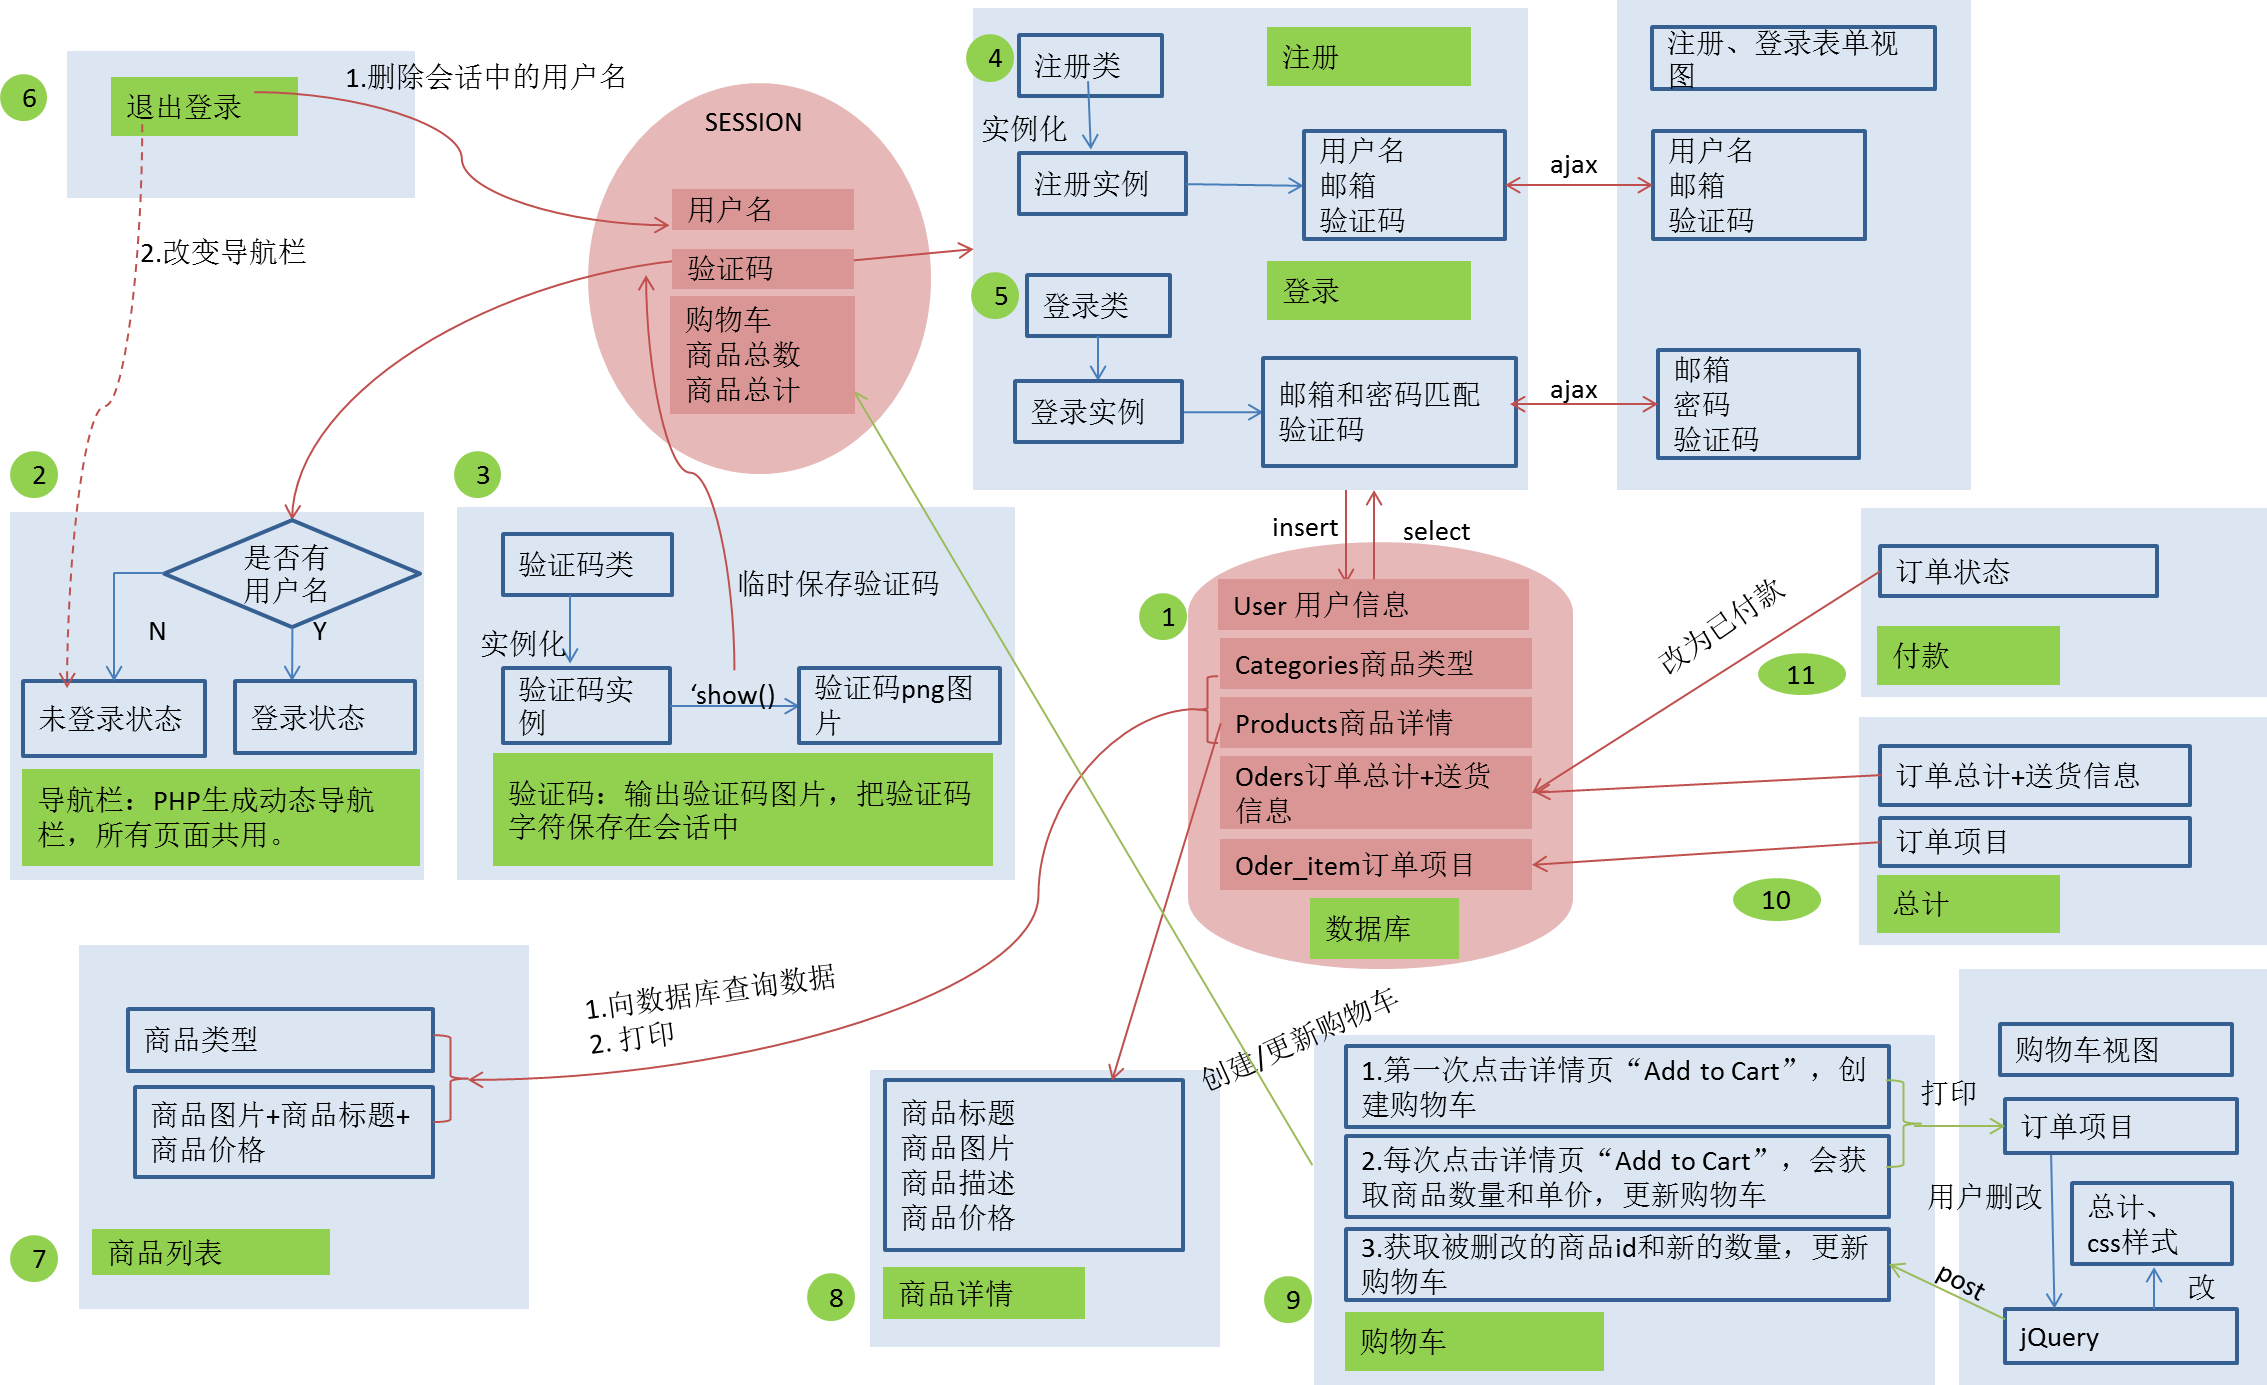 6
退出登录
1.删除会话中的用户名
2.改变导航栏
SESSION
用户名
验证码
购物车
商品总数
商品总计
4
注册类
注册
实例化
注册实例
用户名
邮箱
验证码
ajax
注册、登录表单视
图
用户名
邮箱
验证码
5
登录类
登录
登录实例
邮箱和密码匹配
验证码
ajax
邮箱
密码
验证码
2
是否有
用户名
N
Y
未登录状态
登录状态
导航栏：PHP生成动态导航
栏，所有页面共用。
3
验证码类
临时保存验证码
实例化
验证码实
例
‘show()
验证码png图
片
验证码：输出验证码图片，把验证码
字符保存在会话中
insert
select
1
User 用户信息
Categories商品类型
Products商品详情
Oders订单总计+送货
信息
Oder_item订单项目
数据库
订单状态
改为已付款
付款
11
订单总计+送货信息
订单项目
10
总计
商品类型
商品图片+商品标题+
商品价格
7
商品列表
1.向数据库查询数据
2. 打印
商品标题
商品图片
商品描述
商品价格
8
商品详情
创建/更新购物车
1.第一次点击详情页“Add to Cart”，创
建购物车
2.每次点击详情页“Add to Cart”，会获
取商品数量和单价，更新购物车
3.获取被删改的商品id和新的数量，更新
购物车
9
购物车
打印
购物车视图
订单项目
用户删改
总计、
css样式
post
改
jQuery